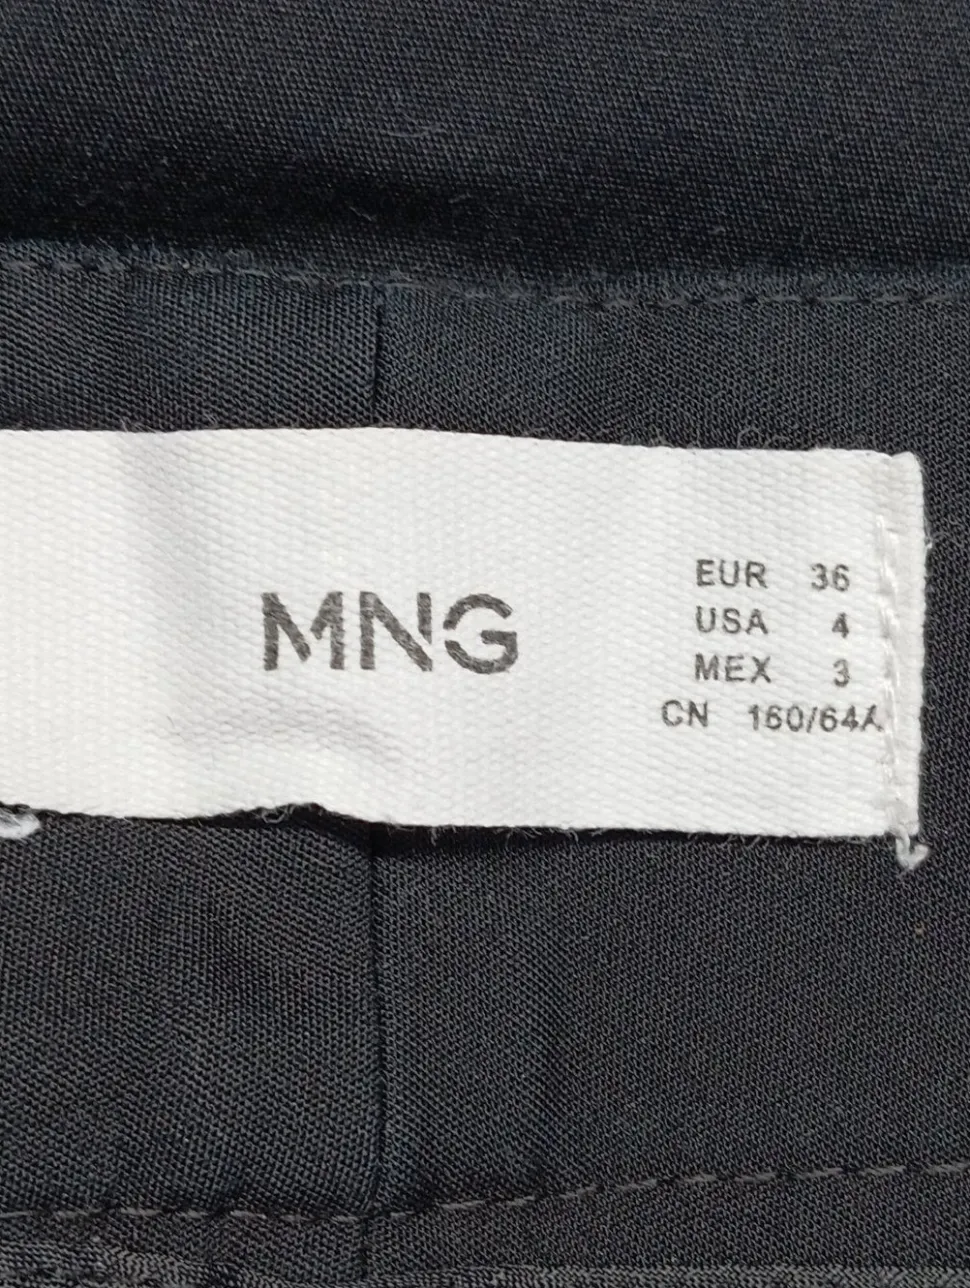 MNG
EUR 36
USA 4
MEX 3
CN 160/64A